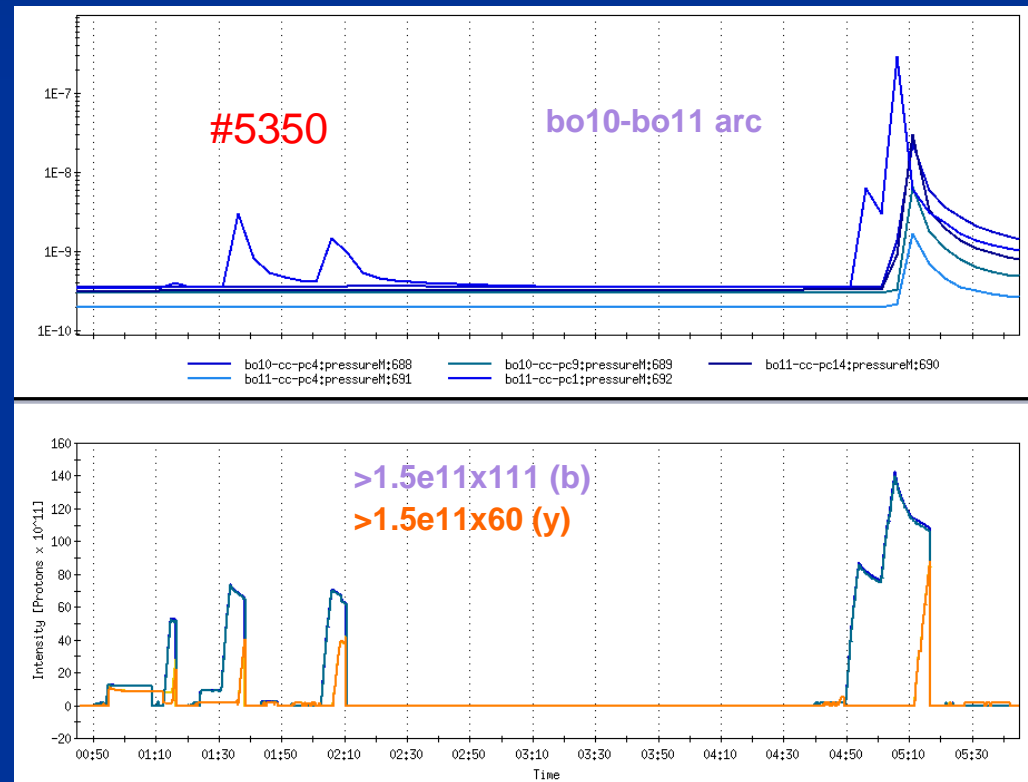 1E-7
#5350
bo10-bo11 arc
1E-8
1E-9
1E-10
bo10-cc-pc4:pressureM:688 bo10-cc-pc9:pressureM:689 bo11-cc-pc14:pressureM:690
bo11-cc-pc4:pressureM:691 bo11-cc-pc1:pressureM:692
160
>1.5e11x111 (b)
140
>1.5e11x60 (y)
120
100
80
60
40
20
0
-20
Intensity [Protons x 10^11]
00:50 01:10 01:30 01:50 02:10 02:30 02:50 03:10 03:30 03:50 04:10 04:30 04:50 05:10 05:30
Time